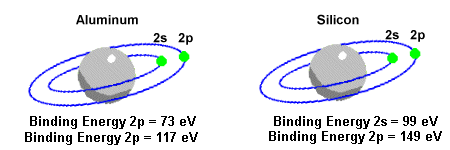 Aluminum
2s 2p
Binding Energy 2p = 73 eV
Binding Energy 2p = 117 eV
Silicon
2s 2p
Binding Energy 2s = 99 eV
Binding Energy 2p = 149 eV